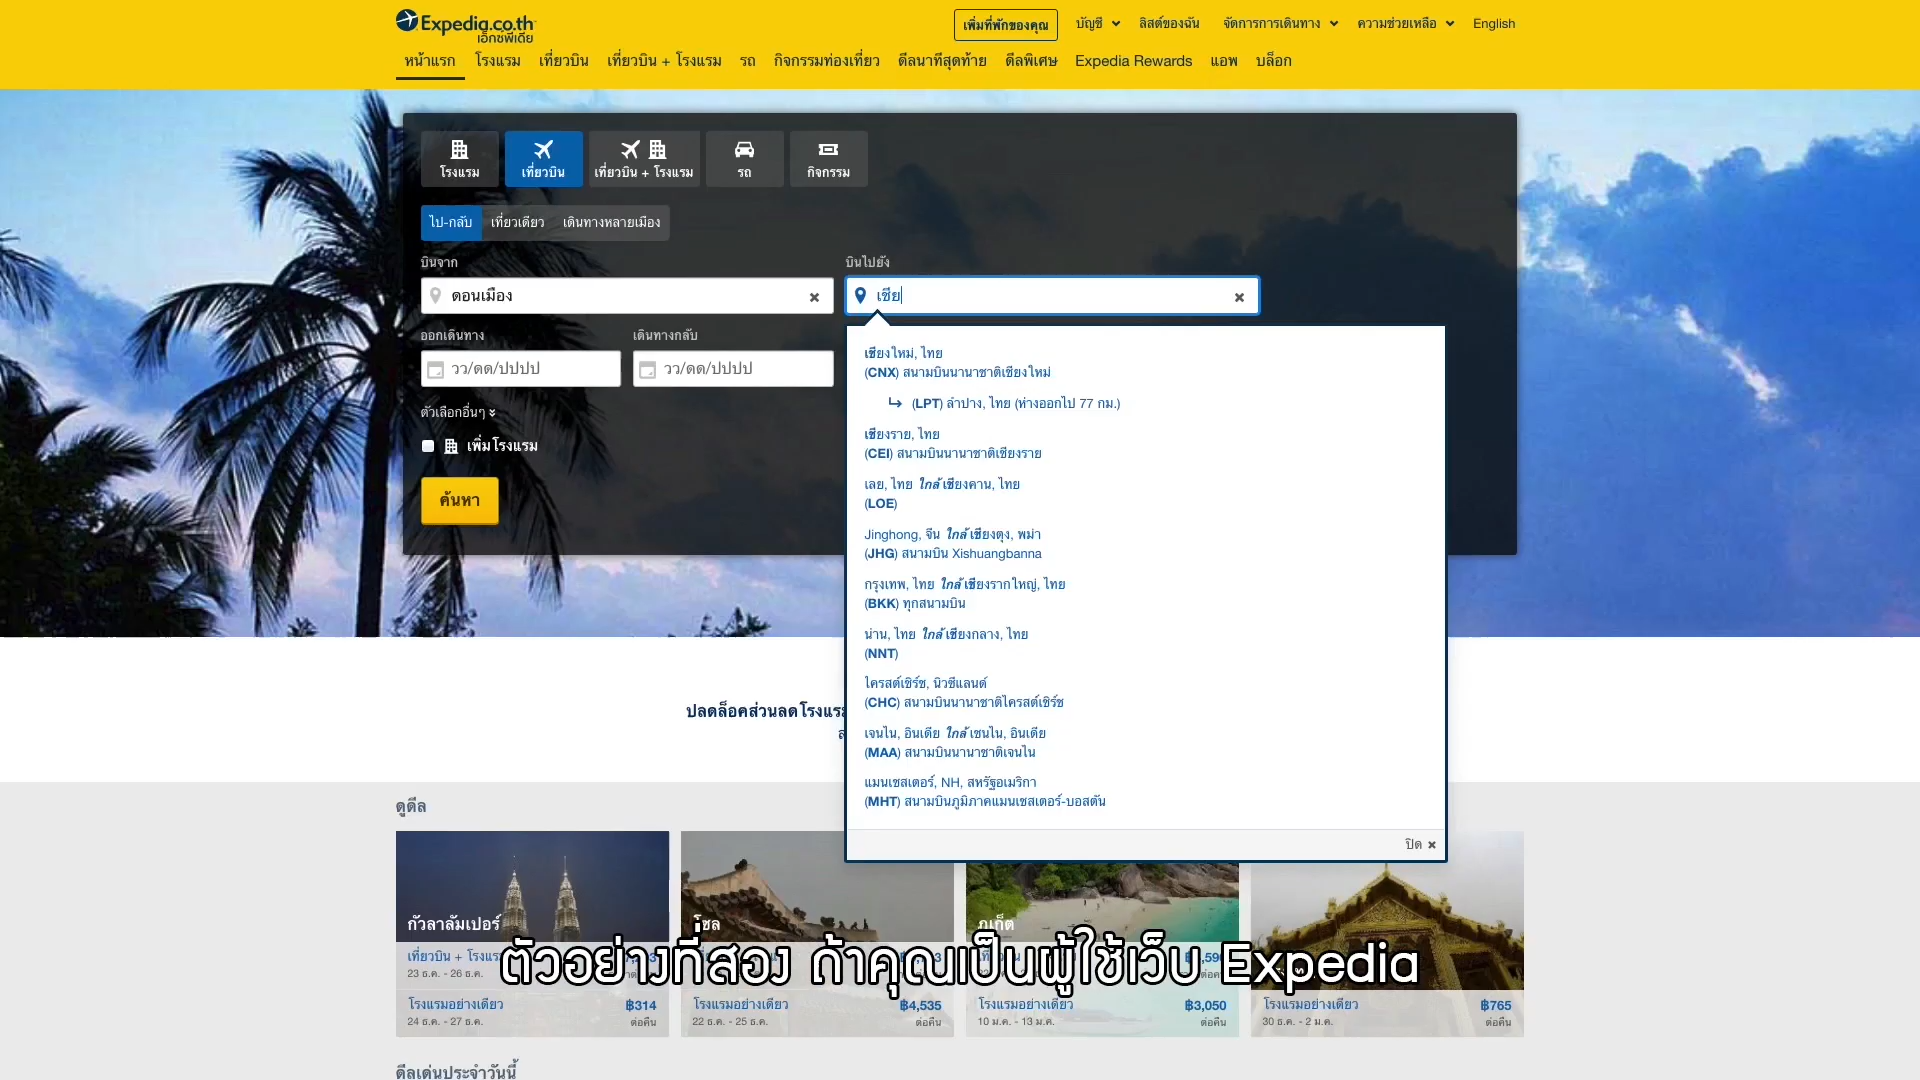 Expedia.co.th
เอ็กซ์พีเดีย
เพิ่มที่พักของคุณ
บัญชี
ลิสต์ของฉัน
จัดการการเดินทาง
ความช่วยเหลือ
English
หน้าแรก
โรงแรม
เที่ยวบิน
เที่ยวบิน + โรงแรม
รถ
กิจกรรมท่องเที่ยว
ดีลนาทีสุดท้าย
ดีลพิเศษ
Expedia Rewards
แอพ
บล็อก
โรงแรม
เที่ยวบิน
เที่ยวบิน + โรงแรม
รถ
กิจกรรม
ไป-กลับ
เที่ยวเดียว
เดินทางหลายเมือง
บินจาก
บินไปยัง
ดอนเมือง
เชีย
ออกเดินทาง
เดินทางกลับ
วว/ดด/ปปปป
วว/ดด/ปปปป
ตัวเลือกอื่นๆ
เพิ่มโรงแรม
ค้นหา
เชียงใหม่, ไทย
(CNX) สนามบินนานาชาติเชียงใหม่
(LPT) ลำปาง, ไทย (ห่างออกไป 77 กม.)
เชียงราย, ไทย
(CEI) สนามบินนานาชาติเชียงราย
เลย, ไทย ใกล้ เชียงคาน, ไทย
(LOE)
Jinghong, จีน ใกล้ เชียงตุง, พม่า
(JHG) สนามบิน Xishuangbanna
กรุงเทพ, ไทย ใกล้ เชียงรากใหญ่, ไทย
(BKK) ทุกสนามบิน
น่าน, ไทย ใกล้ เชียงกลาง, ไทย
(NNT)
ไครสต์เชิร์ช, นิวซีแลนด์
(CHC) สนามบินนานาชาติไครสต์เชิร์ช
เจนไน, อินเดีย ใกล้ เชนไน, อินเดีย
(MAA) สนามบินนานาชาติเจนไน
แมนเชสเตอร์, NH, สหรัฐอเมริกา
(MHT) สนามบินภูมิภาคแมนเชสเตอร์-บอสตัน
ปิด
ปลดล็อคส่วนลดโรงแรม
ดูดีล
กัวลาลัมเปอร์
โซล
ภูเก็ต
เที่ยวบิน + โรงแรม
23 ธ.ค. - 26 ธ.ค.
ตัวอย่างที่สอง ถ้าคุณเป็นผู้ใช้เว็บ Expedia
โรงแรมอย่างเดียว
฿314
24 ธ.ค. - 27 ธ.ค.
ต่อคืน
โรงแรมอย่างเดียว
฿4,535
22 ธ.ค. - 25 ธ.ค.
ต่อคืน
โรงแรมอย่างเดียว
฿3,050
10 ม.ค. - 13 ม.ค.
ต่อคืน
โรงแรมอย่างเดียว
฿765
30 ธ.ค. - 2 ม.ค.
ต่อคืน
ดีลเด่นประจำวันนี้